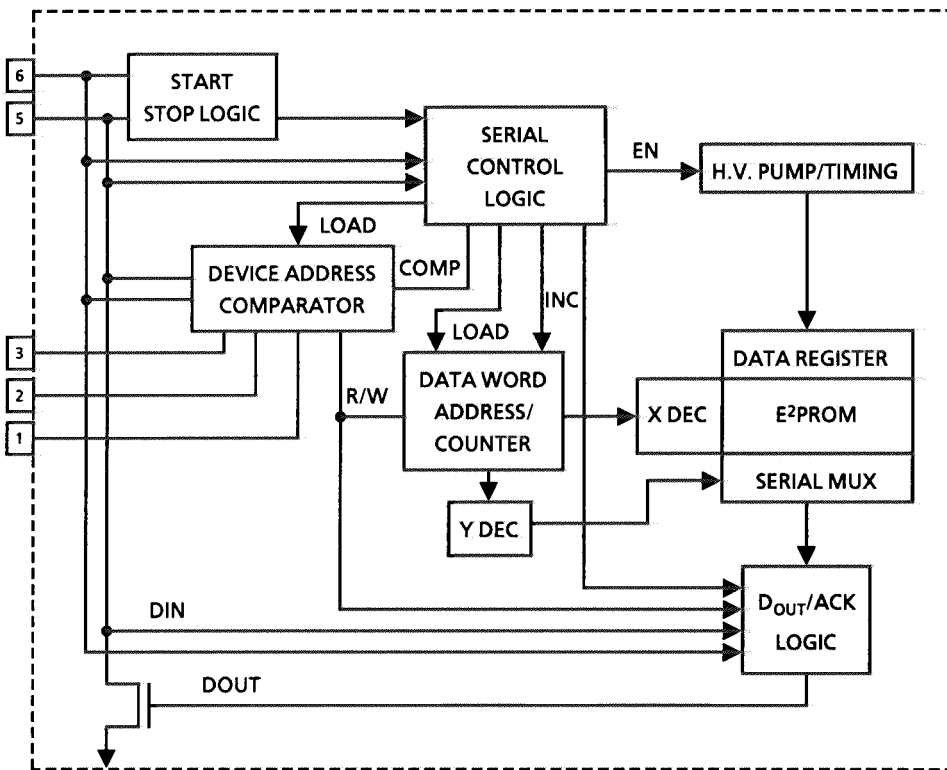 6
START
STOP LOGIC
5
SERIAL
CONTROL
LOGIC
EN
H.V. PUMP/TIMING
LOAD
DEVICE ADDRESS
COMPARATOR
COMP
INC
LOAD
3
2
1
R/W
DATA WORD
ADDRESS/
COUNTER
DATA REGISTER
X DEC
E²PROM
SERIAL MUX
Y DEC
DIN
DOUT/ACK
LOGIC
DOUT